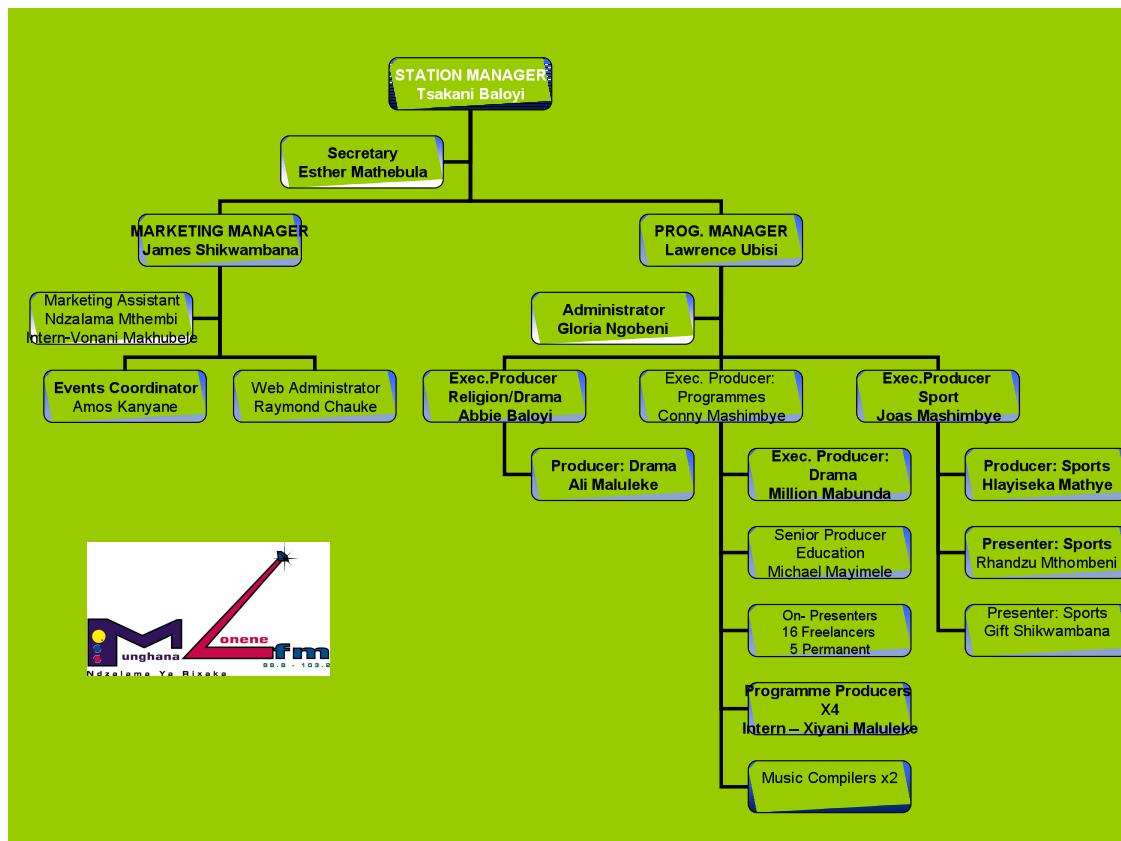 STATION MANAGER
Tsakani Baloyi
Secretary
Esther Mathebula
MARKETING MANAGER
James Shikwambana
PROG. MANAGER
Lawrence Ubisi
Marketing Assistant
Ndzalama Mthembi
Intern-Vonani Makhubele
Administrator
Gloria Ngobeni
Events Coordinator
Amos Kanyane
Web Administrator
Raymond Chauke
Exec.Producer
Religion/Drama
Abbie Baloyi
Exec. Producer:
Programmes
Conny Mashimbye
Exec.Producer
Sport
Joas Mashimbye
Producer: Drama
Ali Maluleke
Exec. Producer:
Drama
Million Mabunda
Producer: Sports
Hlayiseka Mathye
Senior Producer
Education
Michael Mayimele
Presenter: Sports
Rhandzu Mthombeni
On- Presenters
16 Freelancers
5 Permanent
Presenter: Sports
Gift Shikwambana
Programme Producers
X4
Intern – Xiyani Maluleke
Music Compilers x2
Munghana
Lonene
fm
Ndzalama Ya Rixaka